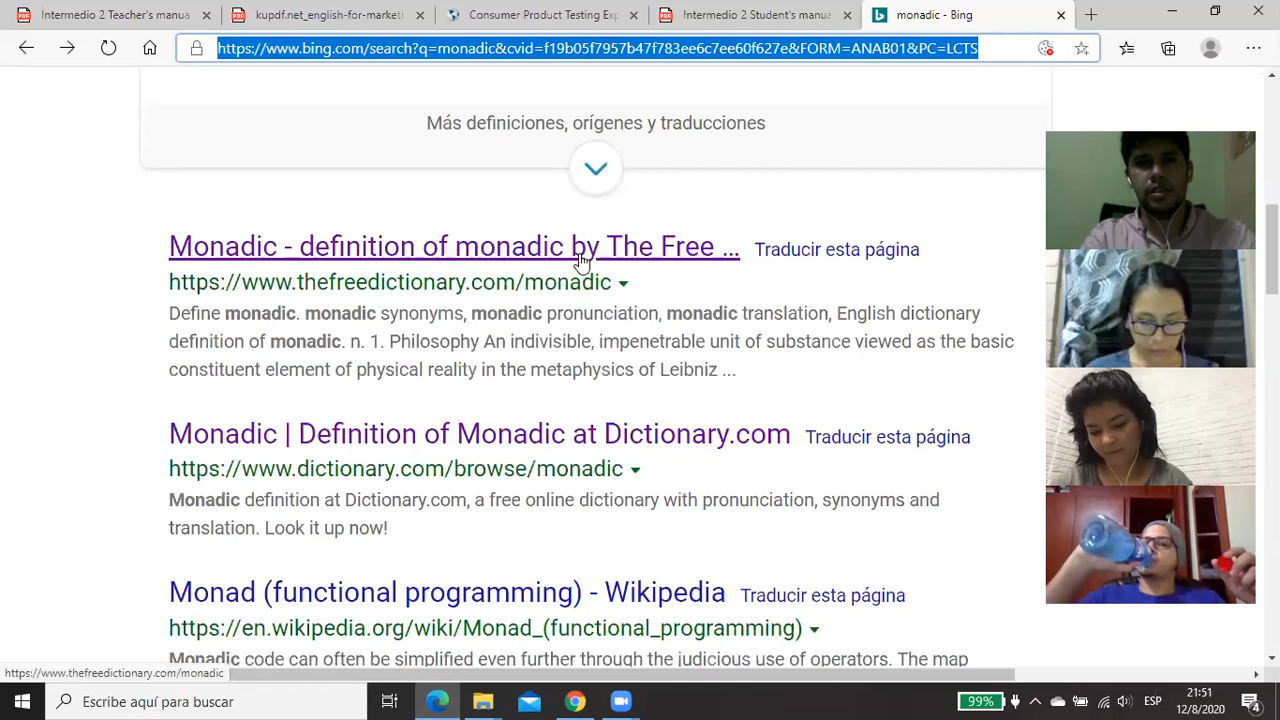 Intermedio 2 Teacher's manua
kupdf.net_english-for-marketi
Consumer Product Testing Exp
Intermedio 2 Student's manua
monadic - Bing
https://www.bing.com/search?q=monadic&cvid=f19b05f7957b47f783ee6c7ee60f627e&FORM=ANAB01&PC=LCTS
Más definiciones, orígenes y traducciones
Monadic - definition of monadic by The Free ... Traducir esta página
https://www.thefreedictionary.com/monadic
Define monadic. monadic synonyms, monadic pronunciation, monadic translation, English dictionary
definition of monadic. n. 1. Philosophy An indivisible, impenetrable unit of substance viewed as the basic
constituent element of physical reality in the metaphysics of Leibniz ...
Monadic | Definition of Monadic at Dictionary.com Traducir esta página
https://www.dictionary.com/browse/monadic
Monadic definition at Dictionary.com, a free online dictionary with pronunciation, synonyms and
translation. Look it up now!
Monad (functional programming) - Wikipedia Traducir esta página
https://en.wikipedia.org/wiki/Monad_(functional_programming)
Monadic code can often be simplified even further through the judicious use of operators. The map
https://www.thefreedictionary.com/monadic
Escribe aquí para buscar
99%
ESP
21:51
12/8/2020
4